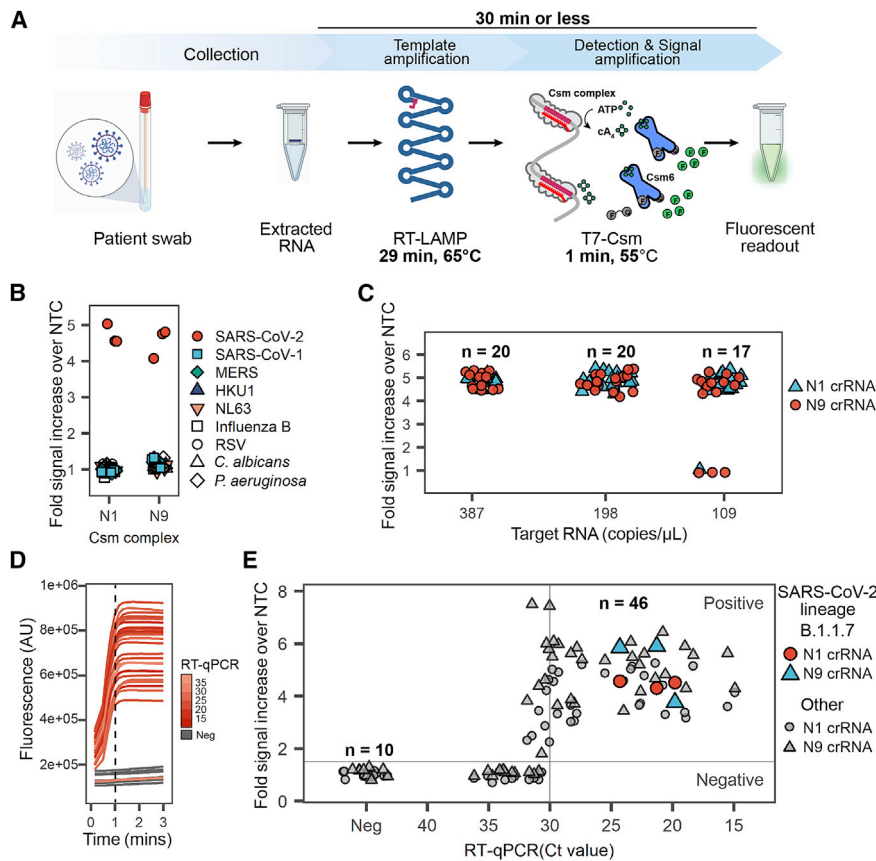 A
30 min or less
Collection
Template
amplification
Detection & Signal
amplification
Csm complex
ATP
cA4
Csm6
F
Q
Patient swab
Extracted
RNA
RT-LAMP
29 min, 65°C
T7-Csm
1 min, 55°C
Fluorescent
readout
B
Fold signal increase over NTC
5
4
3
2
1
N1
N9
Csm complex
SARS-CoV-2
SARS-CoV-1
MERS
HKU1
NL63
Influenza B
RSV
C. albicans
P. aeruginosa
C
Fold signal increase over NTC
6
5
4
3
2
1
n = 20
n = 20
n = 17
387
198
109
Target RNA (copies/μL)
N1 crRNA
N9 crRNA
D
Fluorescence (AU)
1e+06
8e+05
6e+05
4e+05
2e+05
0
1
2
3
Time (mins)
RT-qPCR
35
30
25
20
15
Neg
E
Fold signal increase over NTC
8
6
4
2
0
n = 10
n = 46
Positive
Negative
Neg
40
35
30
25
20
15
RT-qPCR(Ct value)
SARS-CoV-2
lineage
B.1.1.7
N1 crRNA
N9 crRNA
Other
N1 crRNA
N9 crRNA